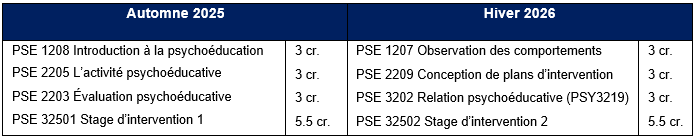 Automne 2025 Hiver 2026
PSE 1208 Introduction à la psychoéducation 3 cr. PSE 1207 Observation des comportements 3 cr.
PSE 2205 L’activité psychoéducative 3 cr. PSE 2209 Conception de plans d’intervention 3 cr.
PSE 2203 Évaluation psychoéducative 3 cr. PSE 3202 Relation psychoéducative (PSY3219) 3 cr.
PSE 32501 Stage d’intervention 1 5.5 cr. PSE 32502 Stage d’intervention 2 5.5 cr.